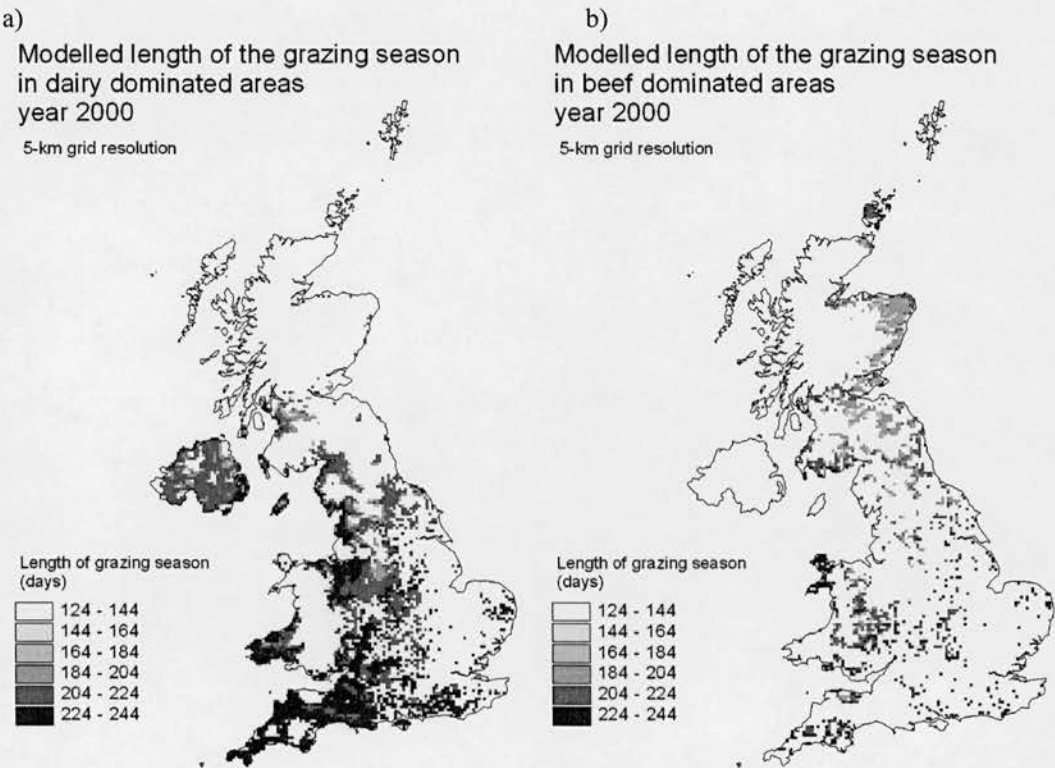 a)
Modelled length of the grazing season
in dairy dominated areas
year 2000
5-km grid resolution
Length of grazing season
(days)
124 - 144
144 - 164
164 - 184
184 - 204
204 - 224
224 - 244
b)
Modelled length of the grazing season
in beef dominated areas
year 2000
5-km grid resolution
Length of grazing season
(days)
124 - 144
144 - 164
164 - 184
184 - 204
204 - 224
224 - 244